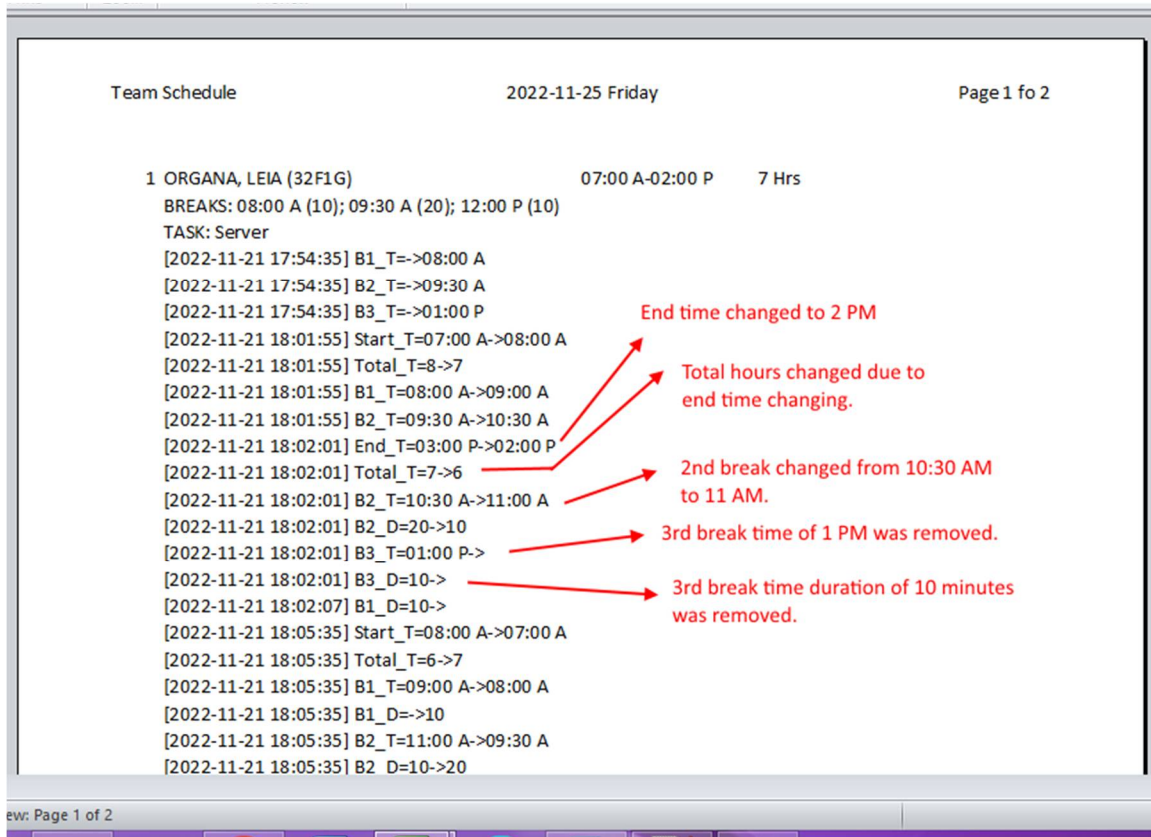 Team Schedule 2022-11-25 Friday Page 1 fo 2
1 ORGANA, LEIA (32F1G) 07:00 A-02:00 P 7 Hrs
BREAKS: 08:00 A (10); 09:30 A (20); 12:00 P (10)
TASK: Server
[2022-11-21 17:54:35] B1_T=->08:00 A
[2022-11-21 17:54:35] B2_T=->09:30 A
[2022-11-21 17:54:35] B3_T=->01:00 P
End time changed to 2 PM
[2022-11-21 18:01:55] Start_T=07:00 A->08:00 A
[2022-11-21 18:01:55] Total_T=8->7
Total hours changed due to
end time changing.
[2022-11-21 18:01:55] B1_T=08:00 A->09:00 A
[2022-11-21 18:01:55] B2_T=09:30 A->10:30 A
[2022-11-21 18:02:01] End_T=03:00 P->02:00 P
[2022-11-21 18:02:01] Total_T=7->6
2nd break changed from 10:30 AM
to 11 AM.
[2022-11-21 18:02:01] B2_T=10:30 A->11:00 A
[2022-11-21 18:02:01] B2_D=20->10
3rd break time of 1 PM was removed.
[2022-11-21 18:02:01] B3_T=01:00 P->
[2022-11-21 18:02:01] B3_D=10->
3rd break time duration of 10 minutes
was removed.
[2022-11-21 18:02:07] B1_D=10->
[2022-11-21 18:05:35] Start_T=08:00 A->07:00 A
[2022-11-21 18:05:35] Total_T=6->7
[2022-11-21 18:05:35] B1_T=09:00 A->08:00 A
[2022-11-21 18:05:35] B1_D=->10
[2022-11-21 18:05:35] B2_T=11:00 A->09:30 A
[2022-11-21 18:05:35] B2_D=10->20
ew: Page 1 of 2